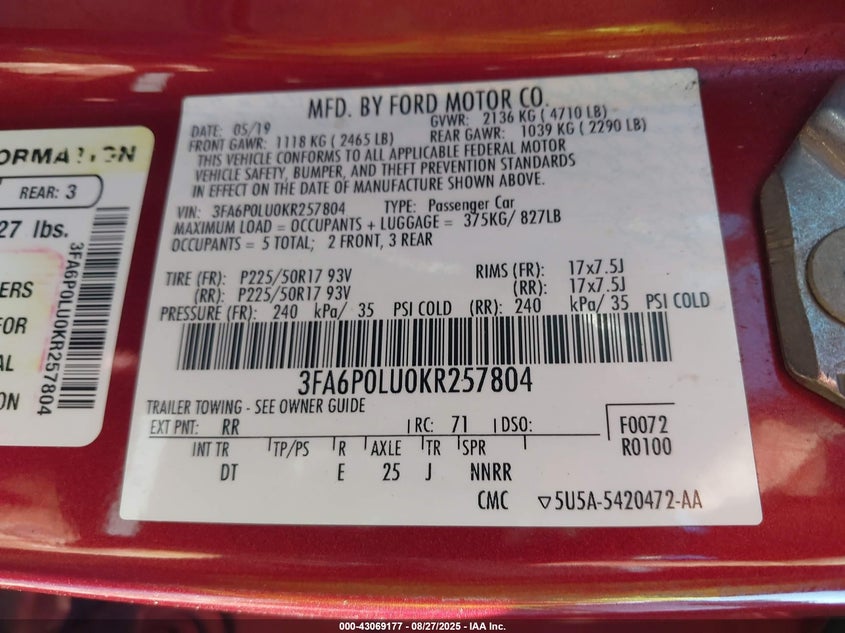 ORMATION
REAR: 3
27 lbs.
ERS
FOR
AL
ON
3FA6P0LU0KR257804
MFD. BY FORD MOTOR CO.
DATE: 05/19 GVWR: 2136 KG ( 4710 LB)
FRONT GAWR: 1118 KG ( 2465 LB) REAR GAWR: 1039 KG ( 2290 LB)
THIS VEHICLE CONFORMS TO ALL APPLICABLE FEDERAL MOTOR
VEHICLE SAFETY, BUMPER, AND THEFT PREVENTION STANDARDS
IN EFFECT ON THE DATE OF MANUFACTURE SHOWN ABOVE.
VIN: 3FA6P0LU0KR257804 TYPE: Passenger Car
MAXIMUM LOAD = OCCUPANTS + LUGGAGE = 375KG/ 827LB
OCCUPANTS = 5 TOTAL; 2 FRONT, 3 REAR
TIRE (FR): P225/50R17 93V RIMS (FR): 17x7.5J
(RR): P225/50R17 93V (RR): 17x7.5J
PRESSURE (FR): 240 kPa/ 35 PSI COLD (RR): 240 kPa/ 35 PSI COLD
3FA6P0LU0KR257804
TRAILER TOWING - SEE OWNER GUIDE
EXT PNT: RR RC: 71 DSO: F0072
R0100
INT TR TP/PS R AXLE TR SPR
DT E 25 J NNRR
CMC ▽5U5A-5420472-AA
000-43069177 - 08/27/2025 - IAA Inc.